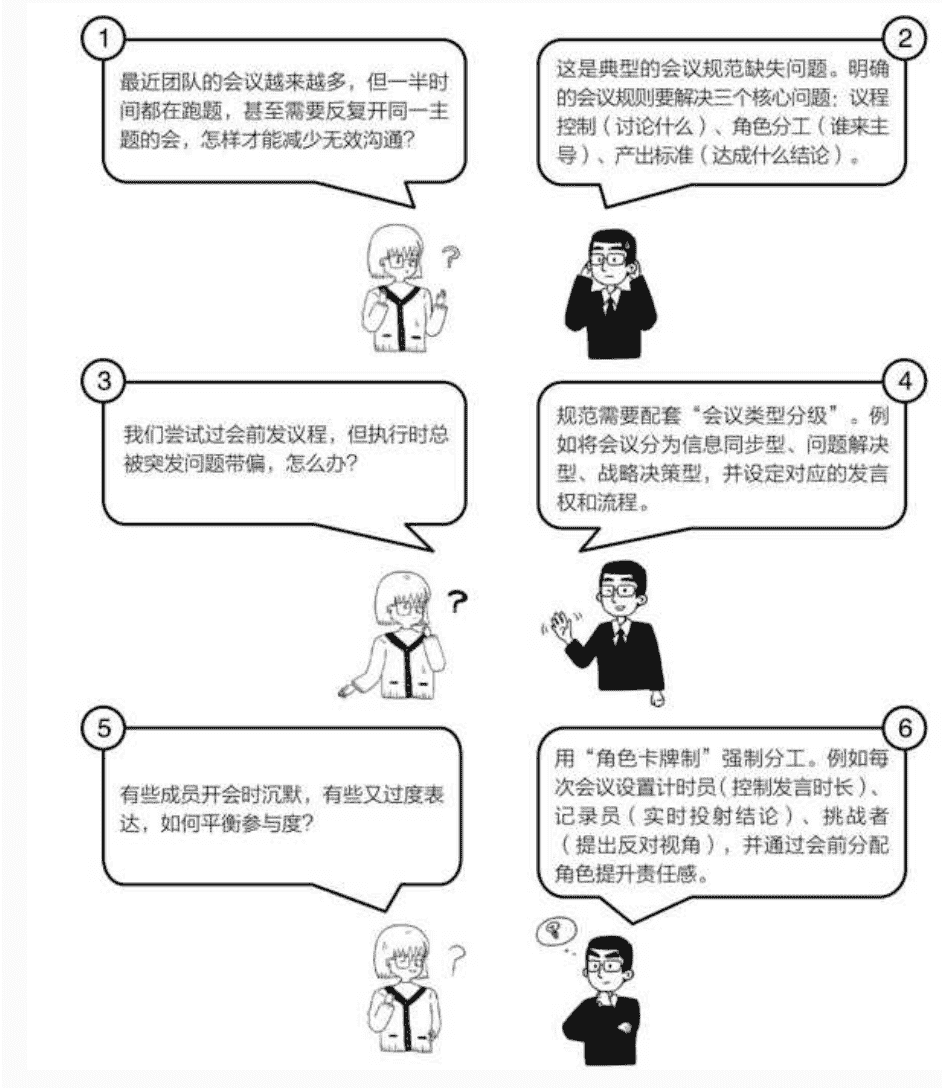 1
最近团队的会议越来越多，但一半时
间都在跑题，甚至需要反复开同一主
题的会，怎样才能减少无效沟通？
2
这是典型的会议规范缺失问题。明确
的会议规则要解决三个核心问题：议程
控制（讨论什么）、角色分工（谁来主
导）、产出标准（达成什么结论）。
?
3
我们尝试过会前发议程，但执行时总
被突发问题带偏，怎么办？
4
规范需要配套“会议类型分级”。例
如将会议分为信息同步型、问题解决
型、战略决策型，并设定对应的发言
权和流程。
?
5
有些成员开会时沉默，有些又过度表
达，如何平衡参与度？
6
用“角色卡牌制”强制分工。例如每
次会议设置计时员（控制发言时长）、
记录员（实时投射结论）、挑战者
（提出反对视角），并通过会前分配
角色提升责任感。
?
?